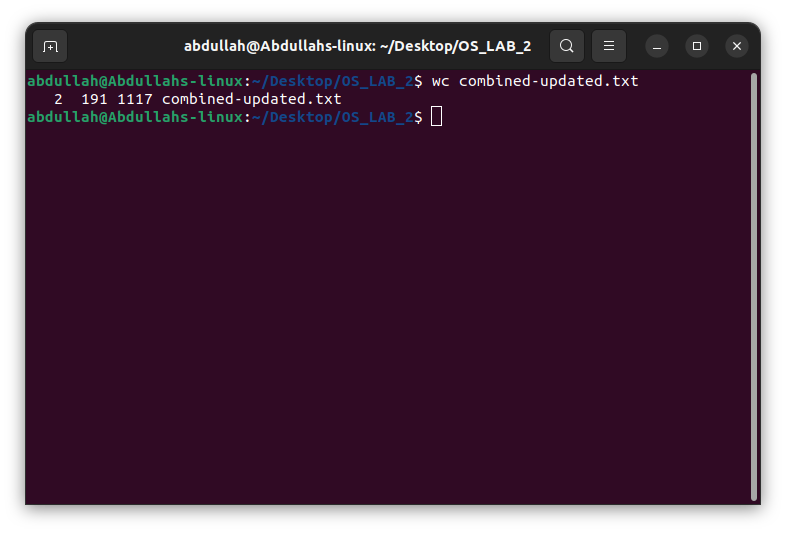 abdullah@Abdullahs-linux: ~/Desktop/OS_LAB_2
abdullah@Abdullahs-linux:~/Desktop/OS_LAB_2$ wc combined-updated.txt
   2  191 1117 combined-updated.txt
abdullah@Abdullahs-linux:~/Desktop/OS_LAB_2$